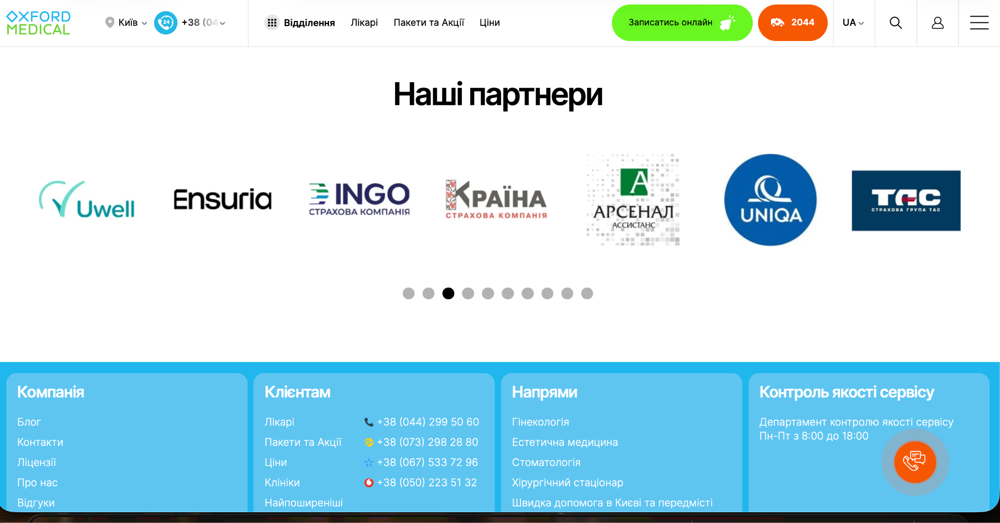 OXFORD
MEDICAL
Київ
24
+38 (04
Відділення
Лікарі
Пакети та Акції
Ціни
Записатись онлайн
2044
UA
Наші партнери
Uwell
Ensuria
INGO
СТРАХОВА КОМПАНІЯ
КРАЇНА
СТРАХОВА КОМПАНІЯ
А
АРСЕНАЛ
АССИСТАНС
UNIQA
ТАС
СТРАХОВА ГРУПА ТАС
Компанія
Блог
Контакти
Ліцензії
Про нас
Відгуки
Клієнтам
Лікарі
Пакети та Акції
Ціни
Клініки
Найпоширеніші
+38 (044) 299 50 60
+38 (073) 298 28 80
+38 (067) 533 72 96
+38 (050) 223 51 32
Напрями
Гінекологія
Естетична медицина
Стоматологія
Хірургічний стаціонар
Швидка допомога в Києві та передмісті
Контроль якості сервісу
Департамент контролю якості сервісу
Пн-Пт з 8:00 до 18:00